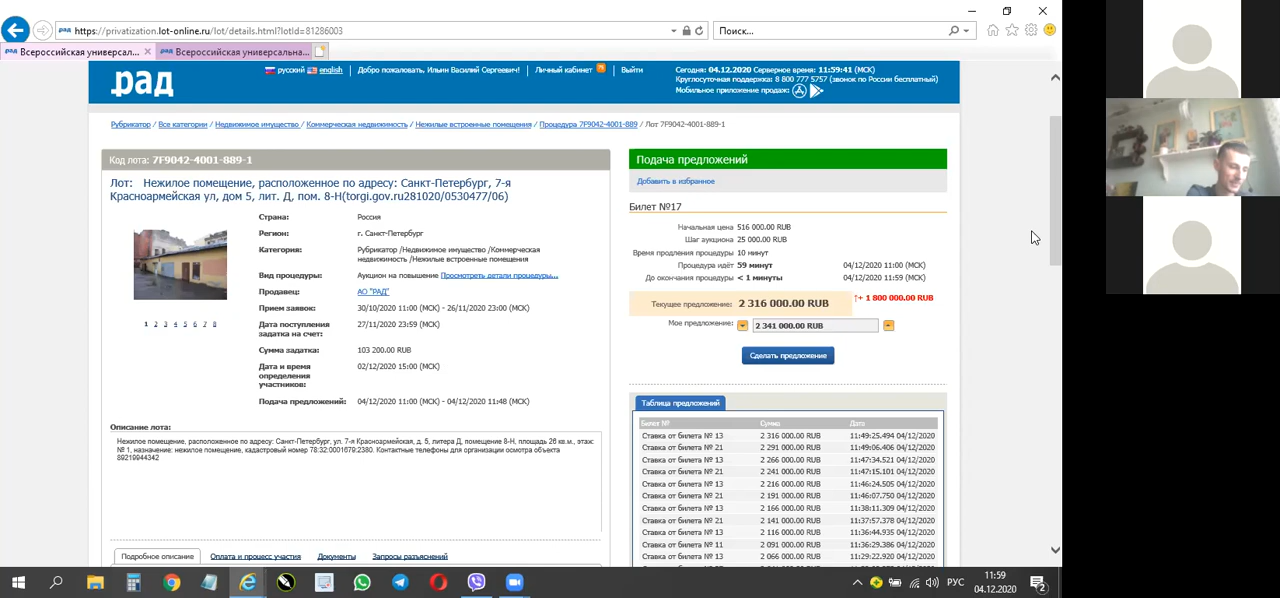 https://privatization.lot-online.ru/lot/details.html?lotId=81286003
Поиск...
рад Всероссийская универсал...
рад Всероссийская универсальна...
рад
русский english Добро пожаловать, Ильин Василий Сергеевич! Личный кабинет Выйти
Сегодня: 04.12.2020 Серверное время: 11:59:41 (МСК)
Круглосуточная поддержка: 8 800 777 5757 (звонок по России бесплатный)
Мобильное приложение продаж:
Рубрикатор / Все категории / Недвижимое имущество / Коммерческая недвижимость / Нежилые встроенные помещения / Процедура 7F9042-4001-889 / Лот 7F9042-4001-889-1
Код лота: 7F9042-4001-889-1
Лот: Нежилое помещение, расположенное по адресу: Санкт-Петербург, 7-я
Красноармейская ул, дом 5, лит. Д, пом. 8-Н(torgi.gov.ru281020/0530477/06)
Страна: Россия
Регион: г. Санкт-Петербург
Категория: Рубрикатор /Недвижимое имущество /Коммерческая
недвижимость /Нежилые встроенные помещения
Вид процедуры: Аукцион на повышение Просмотреть детали процедуры...
Продавец: АО "РАД"
Прием заявок: 30/10/2020 11:00 (МСК) - 26/11/2020 23:00 (МСК)
Дата поступления
задатка на счет: 27/11/2020 23:59 (МСК)
Сумма задатка: 103 200.00 RUB
Дата и время
определения
участников: 02/12/2020 15:00 (МСК)
Подача предложений: 04/12/2020 11:00 (МСК) - 04/12/2020 11:48 (МСК)
1 2 3 4 5 6 7 8
Описание лота:
Нежилое помещение, расположенное по адресу: Санкт-Петербург, ул. 7-я Красноармейская, д. 5, литера Д, помещение 8-Н, площадь 26 кв.м., этаж:
№ 1, назначение: нежилое помещение, кадастровый номер 78:32:0001679:2380. Контактные телефоны для организации осмотра объекта
89219944342
Подробное описание Оплата и процесс участия Документы Запросы разъяснений
Подача предложений
Добавить в избранное
Билет №17
Начальная цена 516 000.00 RUB
Шаг аукциона 25 000.00 RUB
Время продления процедуры 10 минут
Процедура идёт 59 минут 04/12/2020 11:00 (МСК)
До окончания процедуры < 1 минуты 04/12/2020 11:59 (МСК)
Текущее предложение: 2 316 000.00 RUB ↑+ 1 800 000.00 RUB
Мое предложение: 2 341 000.00 RUB
Сделать предложение
Таблица предложений
Билет № Сумма Дата
Ставка от билета № 13 2 316 000.00 RUB 11:49:25.494 04/12/2020
Ставка от билета № 21 2 291 000.00 RUB 11:49:06.406 04/12/2020
Ставка от билета № 13 2 266 000.00 RUB 11:47:34.521 04/12/2020
Ставка от билета № 21 2 241 000.00 RUB 11:47:15.101 04/12/2020
Ставка от билета № 13 2 216 000.00 RUB 11:46:24.505 04/12/2020
Ставка от билета № 21 2 191 000.00 RUB 11:46:07.750 04/12/2020
Ставка от билета № 13 2 166 000.00 RUB 11:38:11.309 04/12/2020
Ставка от билета № 21 2 141 000.00 RUB 11:37:57.378 04/12/2020
Ставка от билета № 13 2 116 000.00 RUB 11:36:44.935 04/12/2020
Ставка от билета № 11 2 091 000.00 RUB 11:36:29.386 04/12/2020
Ставка от билета № 13 2 066 000.00 RUB 11:29:22.920 04/12/2020
РУС
11:59
04.12.2020
2